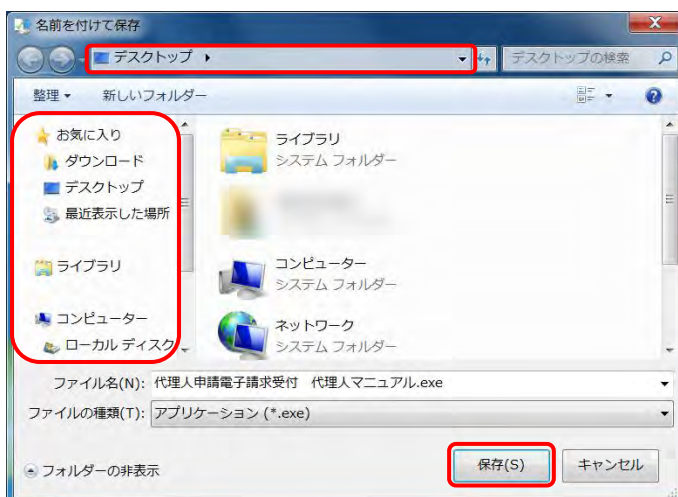 名前を付けて保存
デスクトップ
デスクトップの検索
整理
新しいフォルダー
お気に入り
ダウンロード
デスクトップ
最近表示した場所
ライブラリ
コンピューター
ローカル ディスク
ライブラリ
システム フォルダー
コンピューター
システム フォルダー
ネットワーク
システム フォルダー
ファイル名(N): 代理人申請電子請求受付　代理人マニュアル.exe
ファイルの種類(T): アプリケーション (*.exe)
フォルダーの非表示
保存(S)
キャンセル